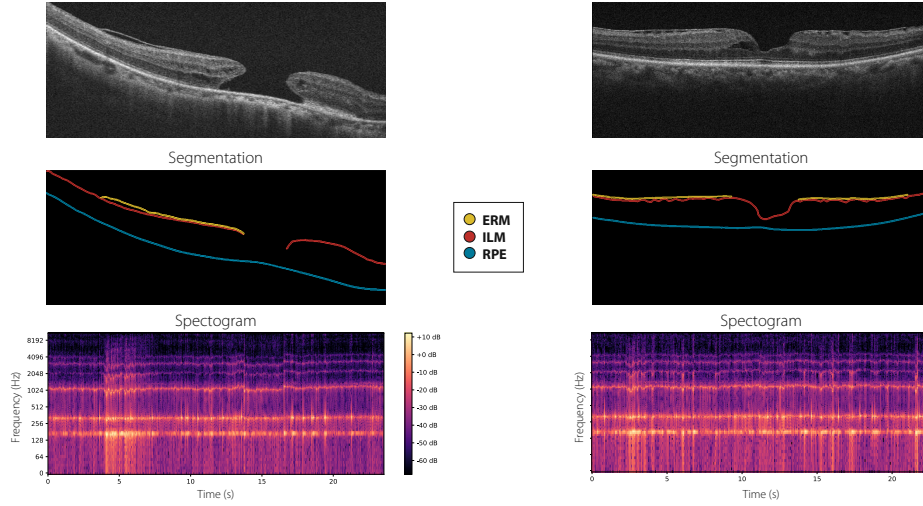 Segmentation
Segmentation
ERM
ILM
RPE
Spectogram
Spectogram
8192
4096
2048
1024
512
256
128
64
0
Frequency (Hz)
0
5
10
15
20
Time (s)
+10 dB
+0 dB
-10 dB
-20 dB
-30 dB
-40 dB
-50 dB
-60 dB
Frequency (Hz)
0
5
10
15
20
Time (s)